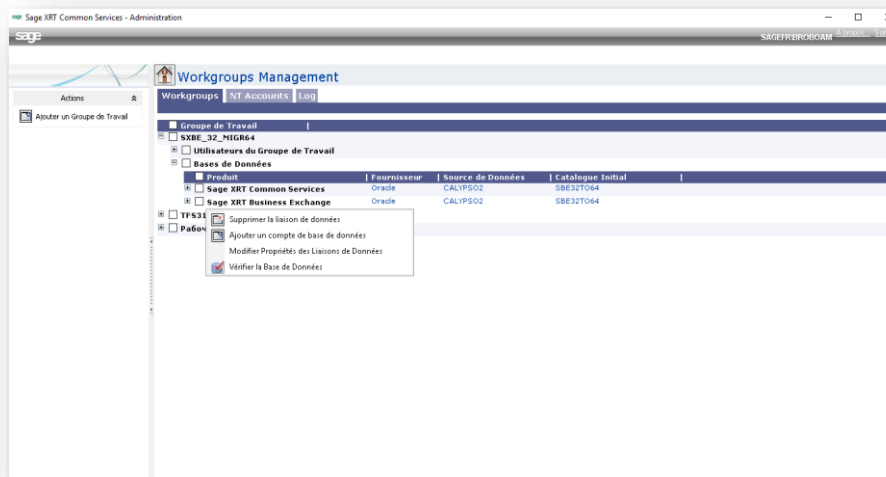 Sage XRT Common Services - Administration
sage
SAGEFR\BROBOAM A propos...
Workgroups Management
Actions
Workgroups NT Accounts Log
Ajouter un Groupe de Travail
Groupe de Travail
SXBE_32_MIGR64
Utilisateurs du Groupe de Travail
Bases de Données
Produit Fournisseur Source de Données Catalogue Initial
Sage XRT Common Services Oracle CALYPSO2 SBE32TO64
Sage XRT Business Exchange Oracle CALYPSO2 SBE32TO64
TFS31
Supprimer la liaison de données
Рабоч
Ajouter un compte de base de données
Modifier Propriétés des Liaisons de Données
Vérifier la Base de Données